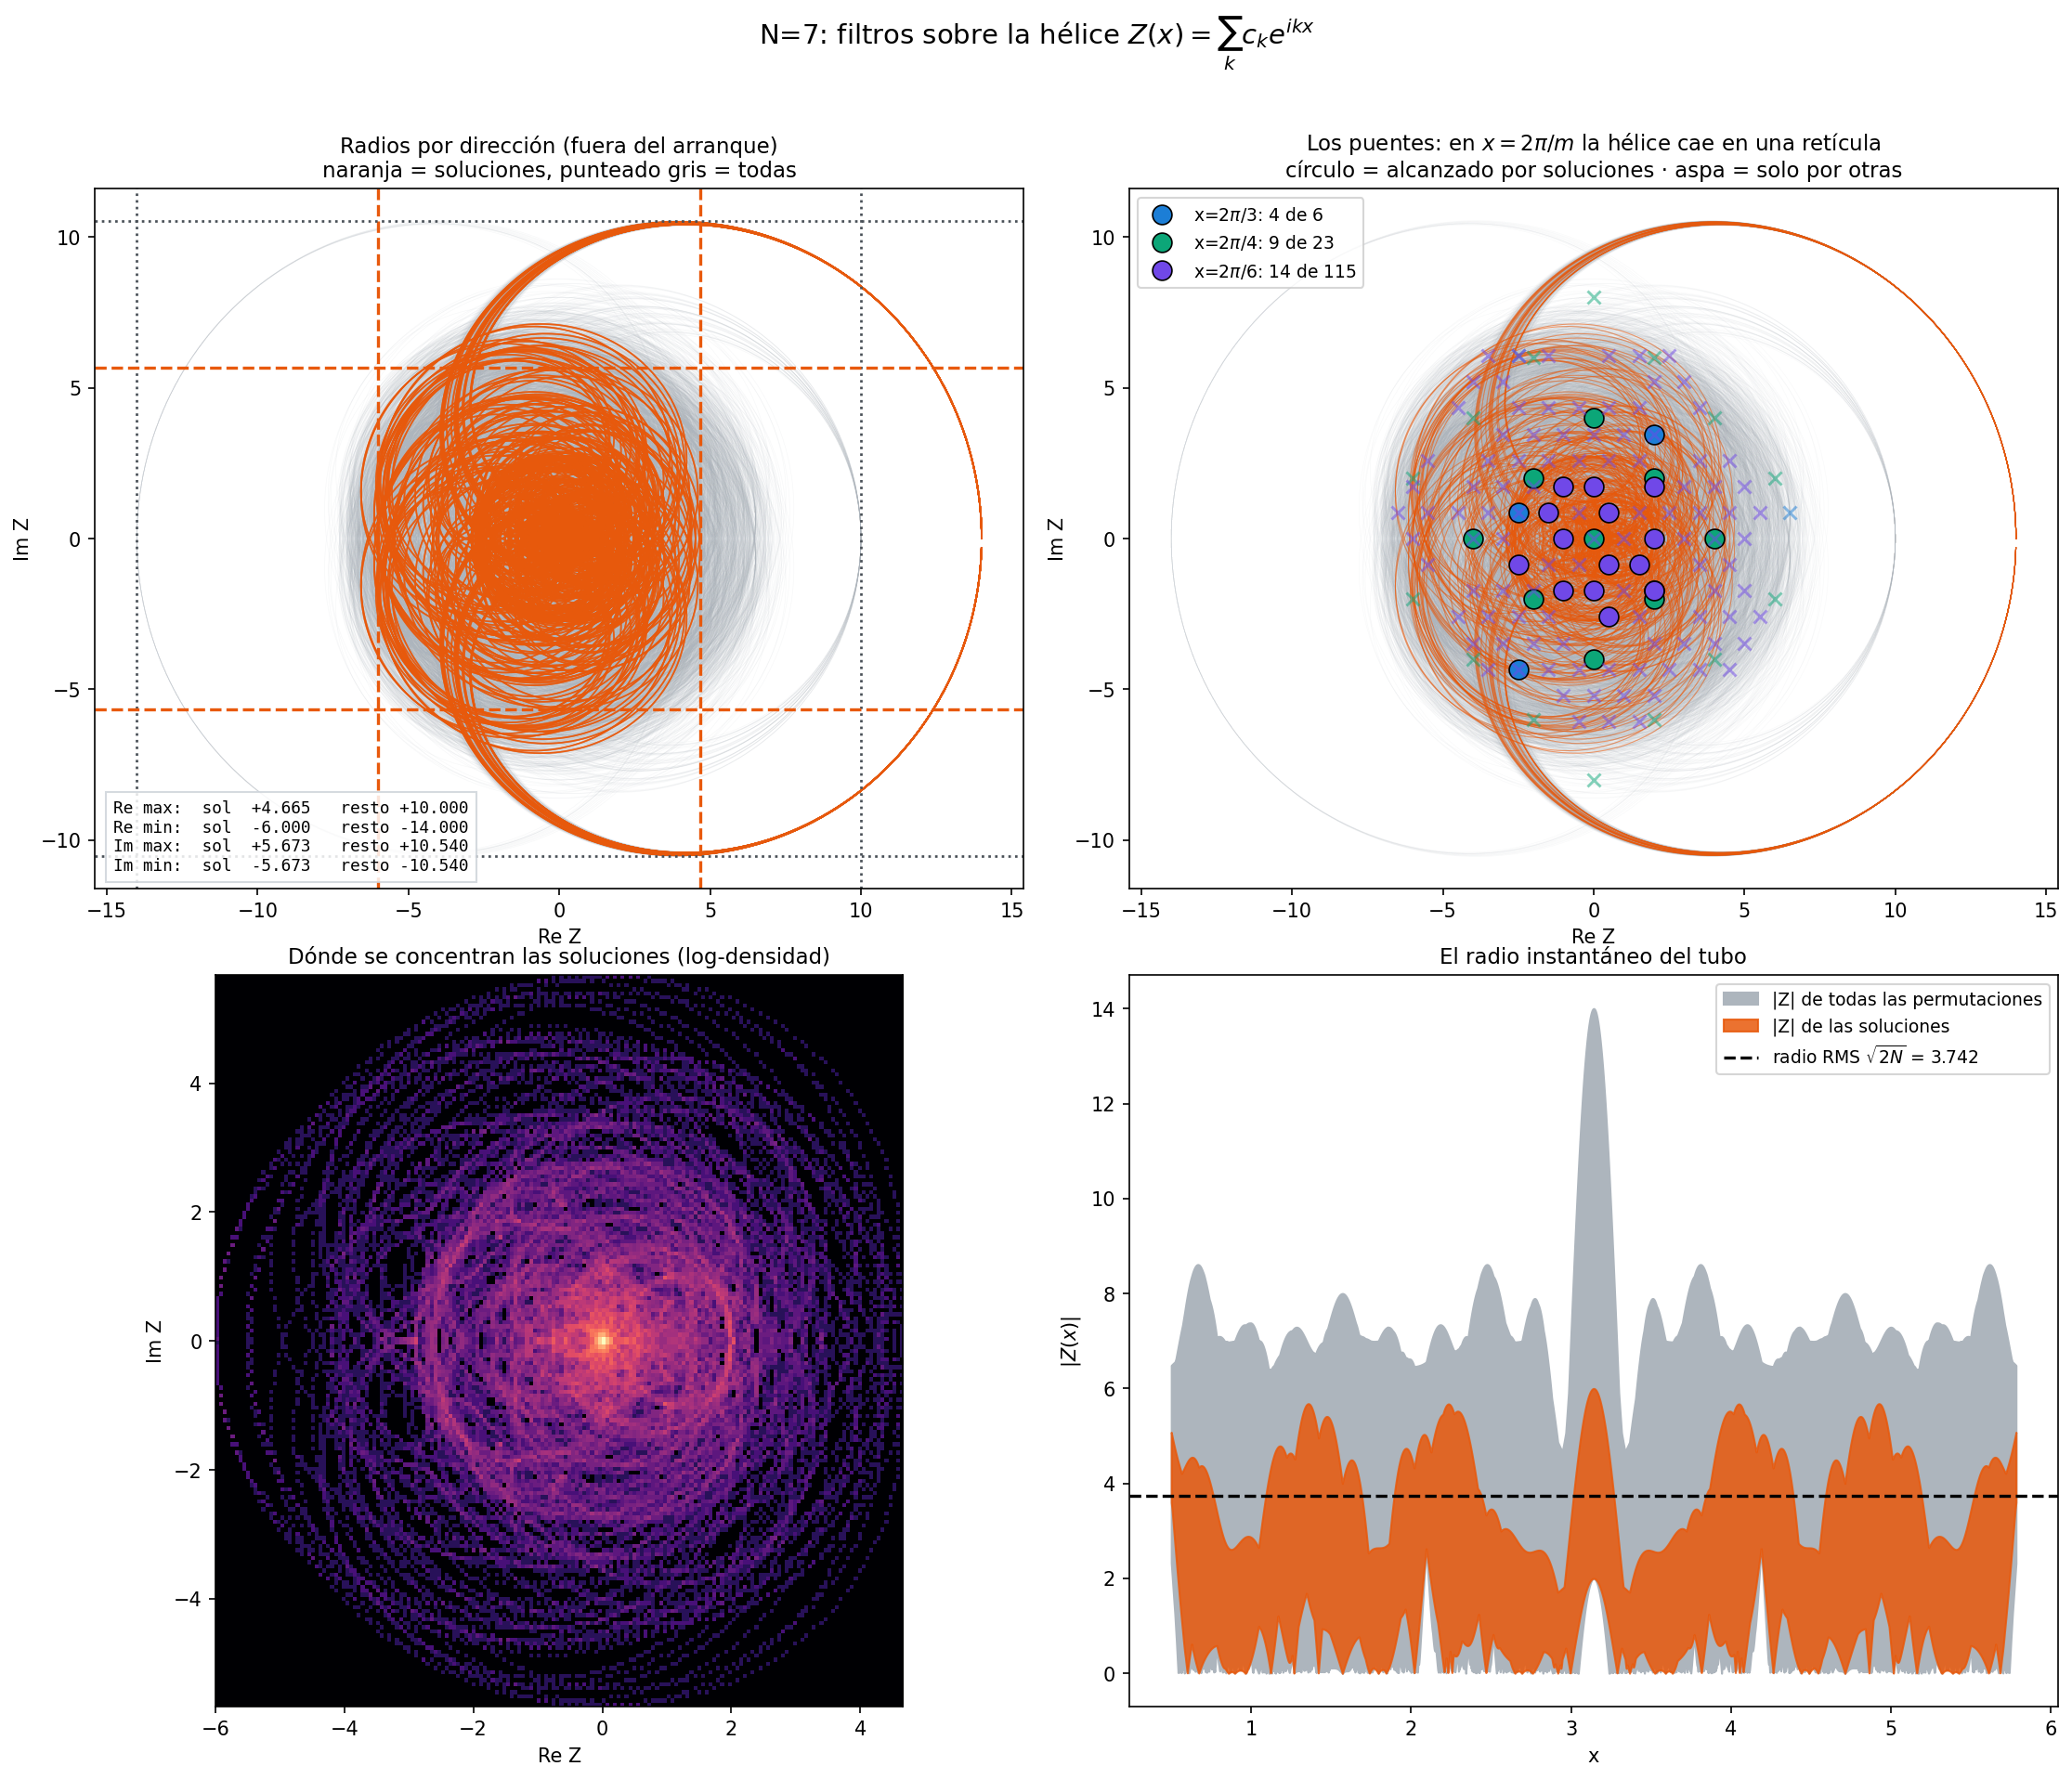 N=7: filtros sobre la hélice $Z(x) = \sum_k c_k e^{ikx}$
Radios por dirección (fuera del arranque)
naranja = soluciones, punteado gris = todas
10
5
0
−5
−10
Im Z
Re max: sol +4.665 resto +10.000
Re min: sol -6.000 resto -14.000
Im max: sol +5.673 resto +10.540
Im min: sol -5.673 resto -10.540
−15 −10 −5 0 5 10 15
Re Z
Los puentes: en $x = 2\pi/m$ la hélice cae en una retícula
círculo = alcanzado por soluciones · aspa = solo por otras
x=2π/3: 4 de 6
x=2π/4: 9 de 23
x=2π/6: 14 de 115
10
5
0
−5
−10
Im Z
−15 −10 −5 0 5 10 15
Re Z
Dónde se concentran las soluciones (log-densidad)
4
2
0
−2
−4
Im Z
−6 −4 −2 0 2 4
Re Z
El radio instantáneo del tubo
|Z| de todas las permutaciones
|Z| de las soluciones
radio RMS $\sqrt{2N}$ = 3.742
14
12
10
8
6
4
2
0
|Z(x)|
1 2 3 4 5 6
x